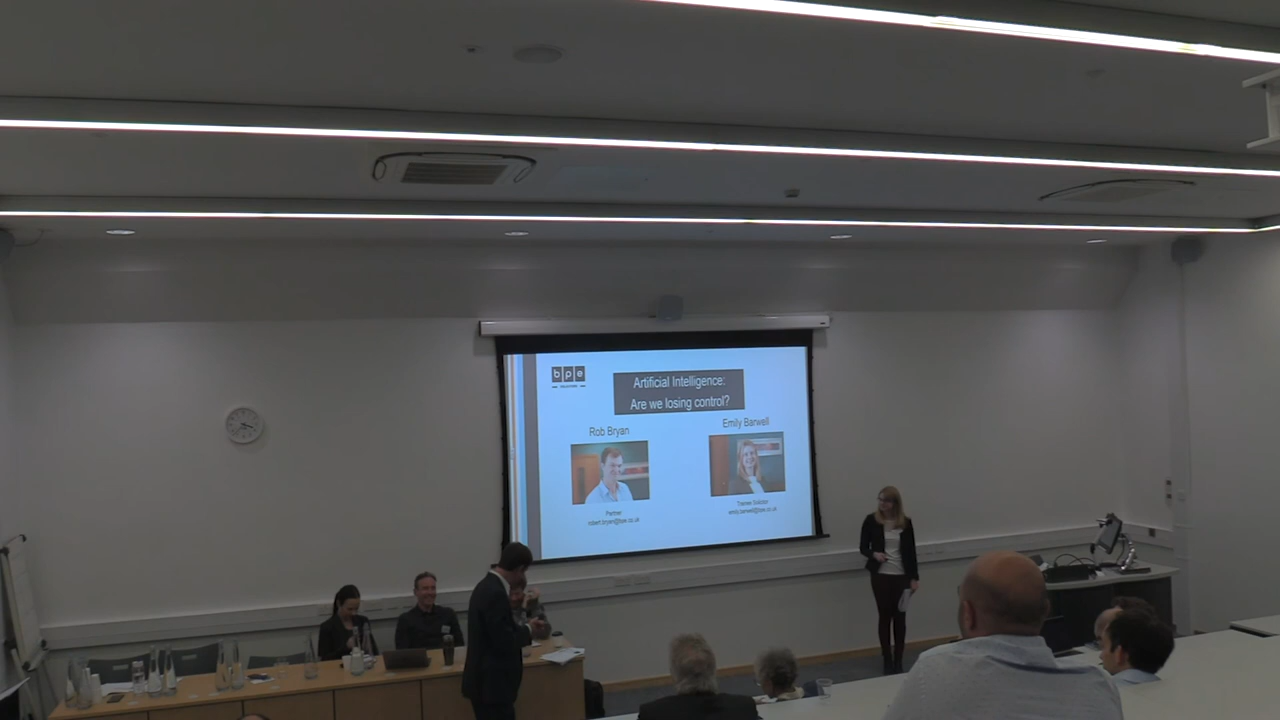 bpe
Artificial Intelligence:
Are we losing control?
Rob Bryan
Emily Barwell
Partner
robert.bryan@bpe.co.uk
Trainee Solicitor
emily.barwell@bpe.co.uk